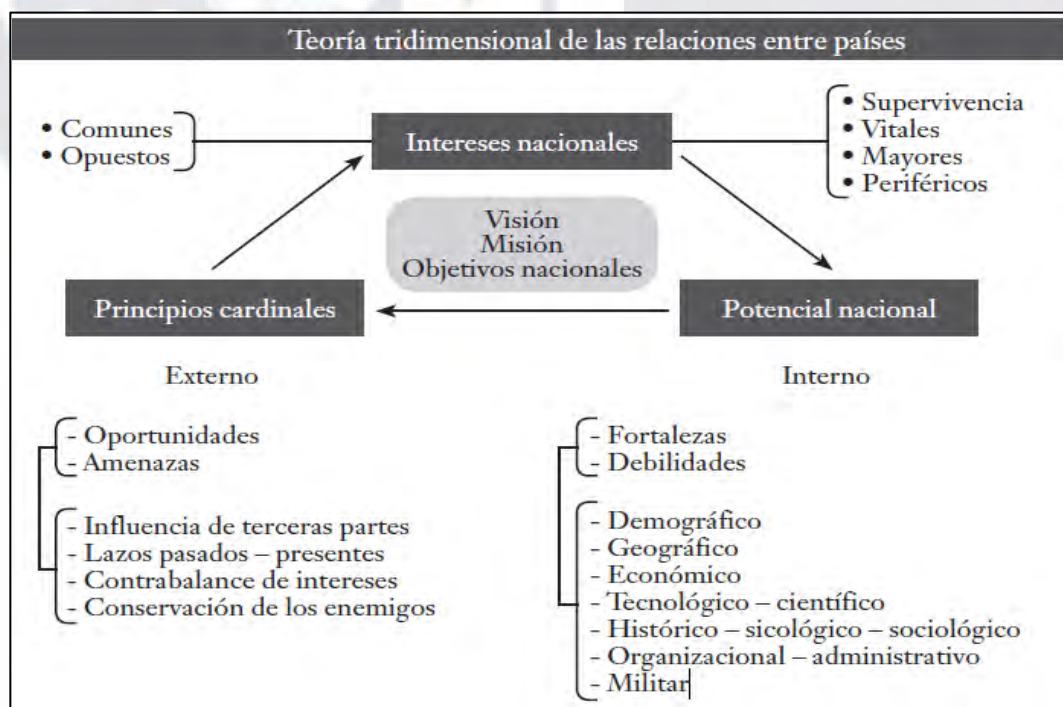 Teoría tridimensional de las relaciones entre países
• Comunes
• Opuestos
Intereses nacionales
• Supervivencia
• Vitales
• Mayores
• Periféricos
Visión
Misión
Objetivos nacionales
Principios cardinales
Potencial nacional
Externo
Interno
- Oportunidades
- Amenazas
- Influencia de terceras partes
- Lazos pasados – presentes
- Contrabalance de intereses
- Conservación de los enemigos
- Fortalezas
- Debilidades
- Demográfico
- Geográfico
- Económico
- Tecnológico – científico
- Histórico – sicológico – sociológico
- Organizacional – administrativo
- Militar